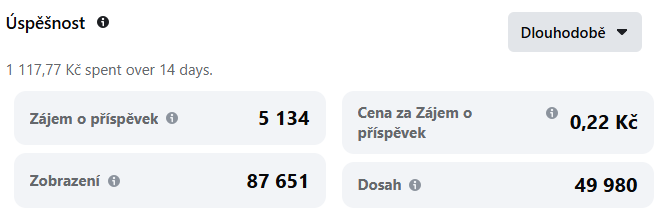 Úspěšnost
Dlouhodobě
1 117,77 Kč spent over 14 days.
Zájem o příspěvek 5 134
Cena za Zájem o
příspěvek
0,22 Kč
Zobrazení 87 651
Dosah 49 980